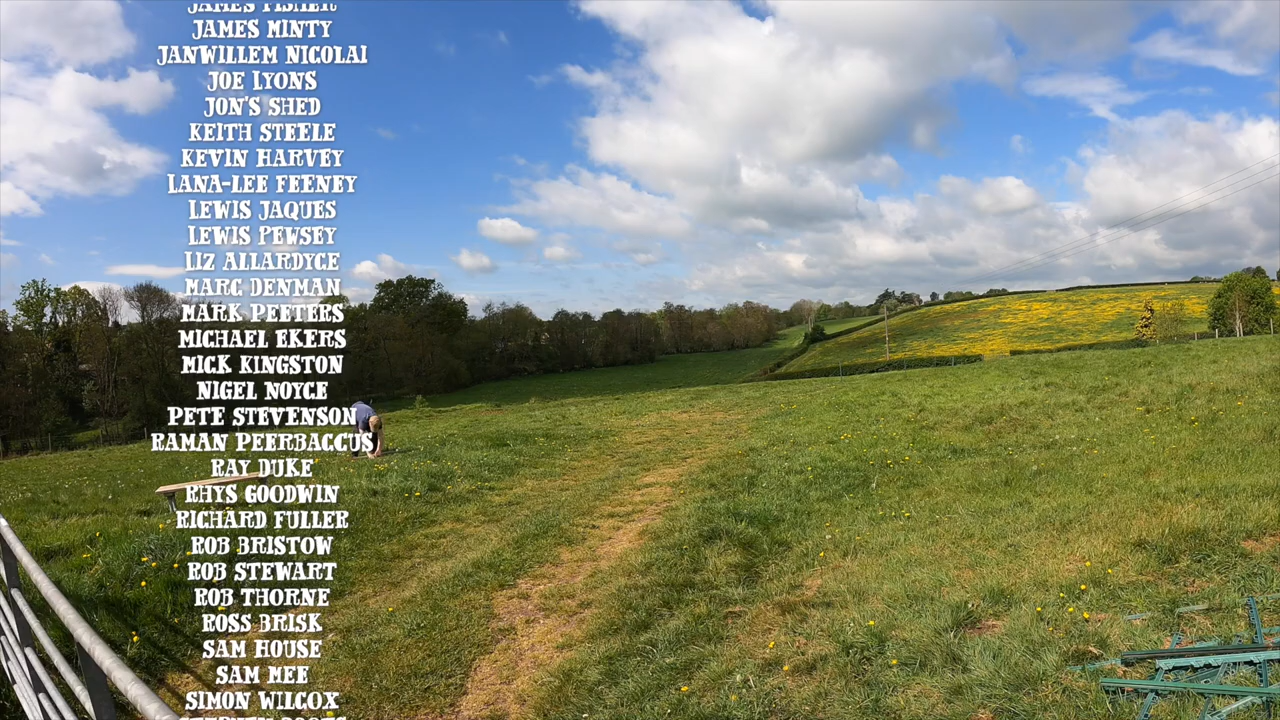 JAMES FISHER
JAMES MINTY
JANWILLEM NICOLAI
JOE LYONS
JON'S SHED
KEITH STEELE
KEVIN HARVEY
LANA-LEE FEENEY
LEWIS JAQUES
LEWIS PEWSEY
LIZ ALLARDYCE
MARC DENMAN
MARK PEETERS
MICHAEL EKERS
MICK KINGSTON
NIGEL NOYCE
PETE STEVENSON
RAMAN PEERBACCUS
RAY DUKE
RHYS GOODWIN
RICHARD FULLER
ROB BRISTOW
ROB STEWART
ROB THORNE
ROSS BRISK
SAM HOUSE
SAM MEE
SIMON WILCOX